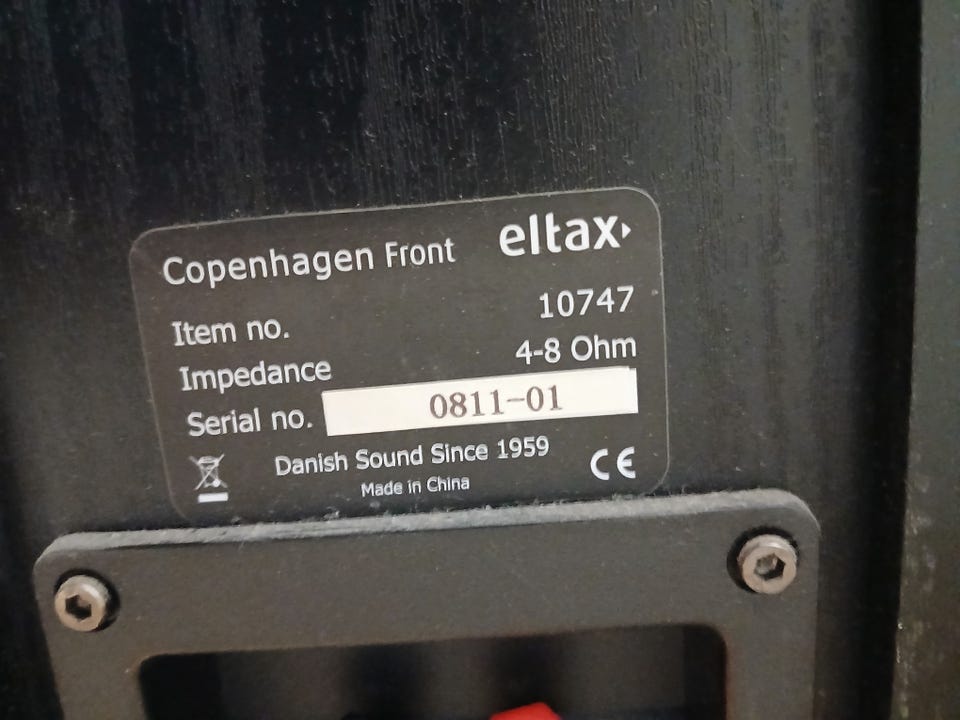 Copenhagen Front eltax
Item no. 10747
Impedance 4-8 Ohm
Serial no. 0811-01
Danish Sound Since 1959
Made in China
CE